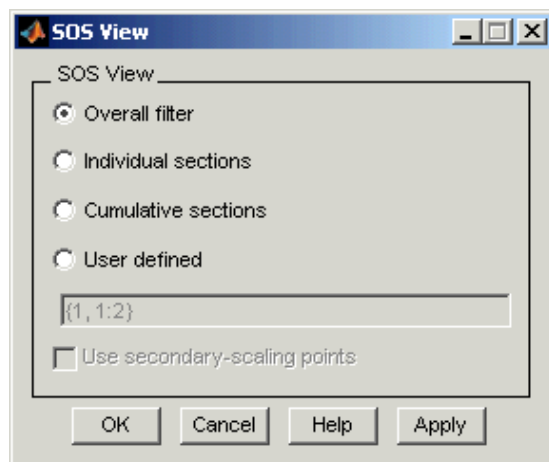 SOS View
SOS View
Overall filter
Individual sections
Cumulative sections
User defined
{1, 1:2}
Use secondary-scaling points
OK Cancel Help Apply